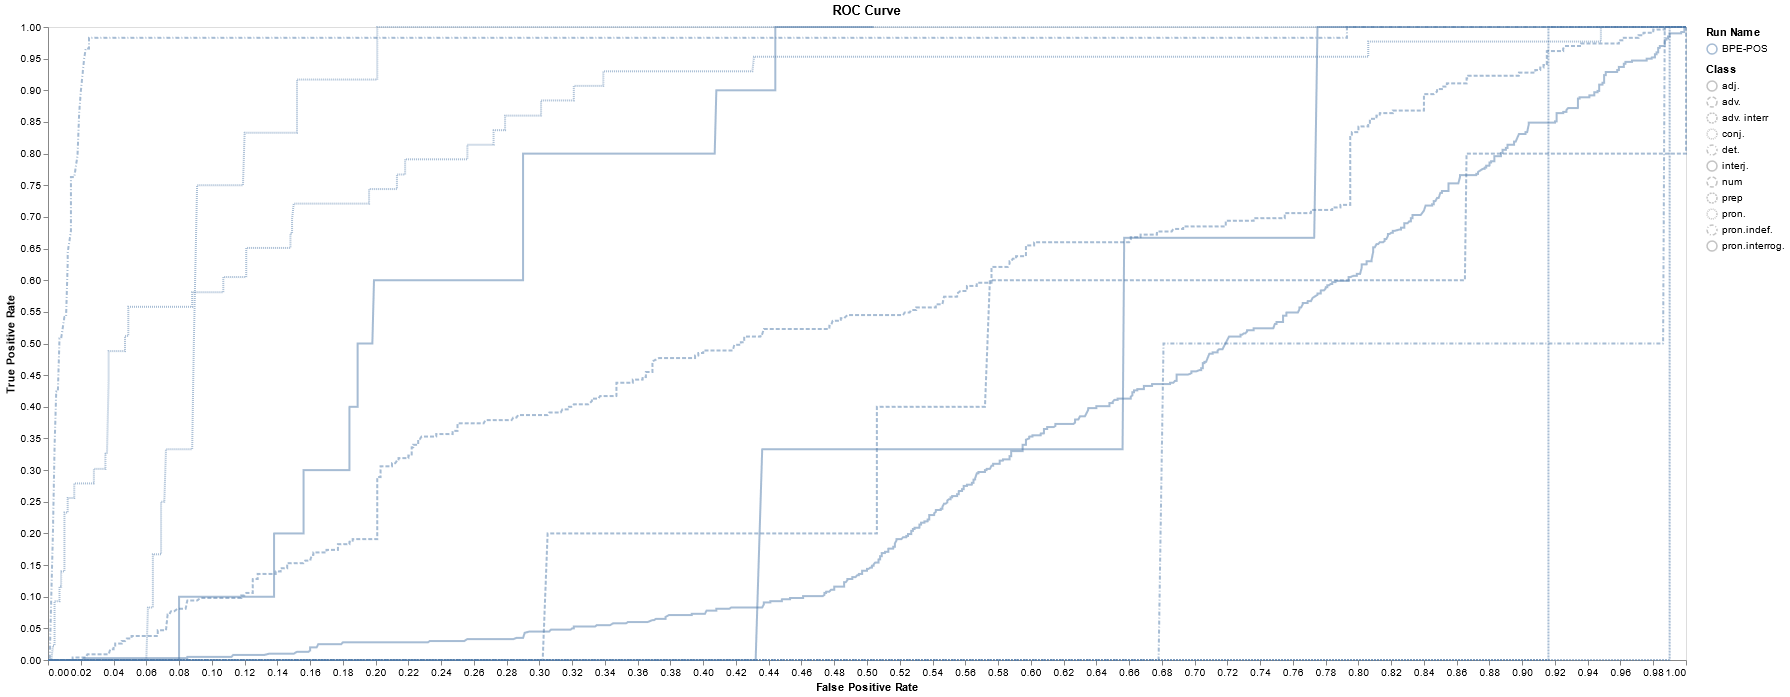 ROC Curve
True Positive Rate
1.00
0.95
0.90
0.85
0.80
0.75
0.70
0.65
0.60
0.55
0.50
0.45
0.40
0.35
0.30
0.25
0.20
0.15
0.10
0.05
0.00
0.00 0.02 0.04 0.06 0.08 0.10 0.12 0.14 0.16 0.18 0.20 0.22 0.24 0.26 0.28 0.30 0.32 0.34 0.36 0.38 0.40 0.42 0.44 0.46 0.48 0.50 0.52 0.54 0.56 0.58 0.60 0.62 0.64 0.66 0.68 0.70 0.72 0.74 0.76 0.78 0.80 0.82 0.84 0.86 0.88 0.90 0.92 0.94 0.96 0.98 1.00
False Positive Rate
Run Name
BPE-POS
Class
adj.
adv.
adv. interr
conj.
det.
interj.
num
prep
pron.
pron.indef.
pron.interrog.